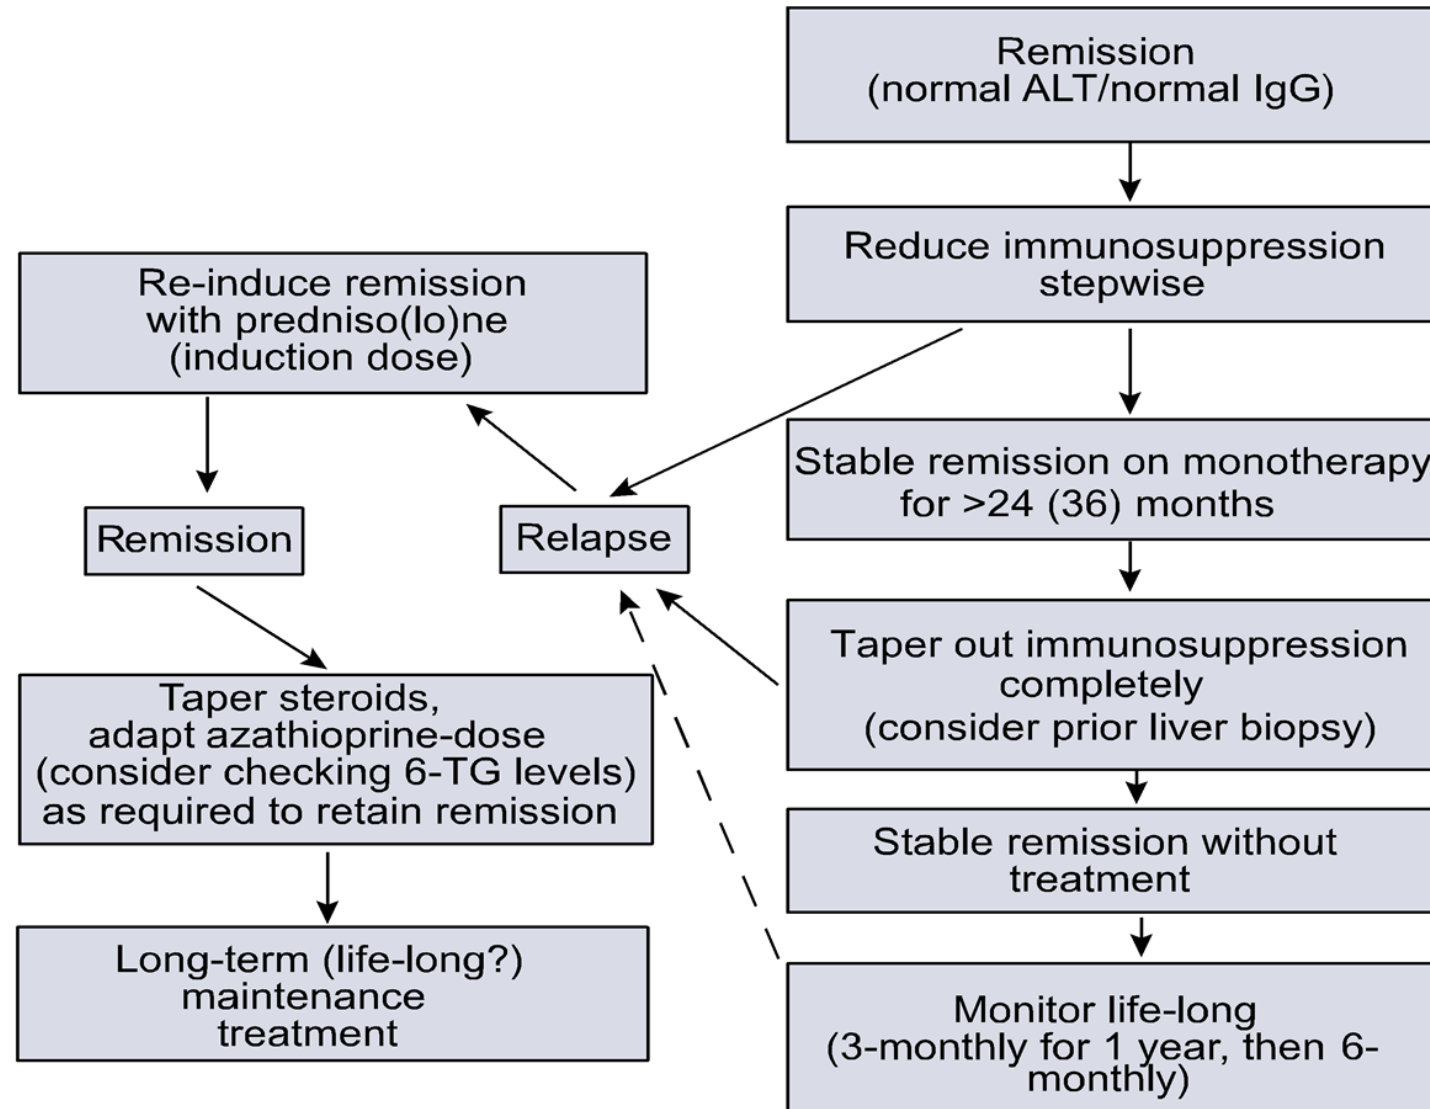 Remission
(normal ALT/normal IgG)
Reduce immunosuppression
stepwise
Re-induce remission
with predniso(lo)ne
(induction dose)
Stable remission on monotherapy
for >24 (36) months
Remission
Relapse
Taper out immunosuppression
completely
(consider prior liver biopsy)
Taper steroids,
adapt azathioprine-dose
(consider checking 6-TG levels)
as required to retain remission
Stable remission without
treatment
Long-term (life-long?)
maintenance
treatment
Monitor life-long
(3-monthly for 1 year, then 6-
monthly)